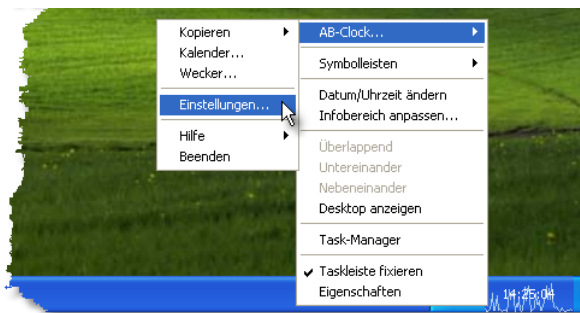 Kopieren
Kalender...
Wecker...
Einstellungen...
Hilfe
Beenden
AB-Clock...
Symbolleisten
Datum/Uhrzeit ändern
Infobereich anpassen...
Überlappend
Untereinander
Nebeneinander
Desktop anzeigen
Task-Manager
Taskleiste fixieren
Eigenschaften
14:25:04